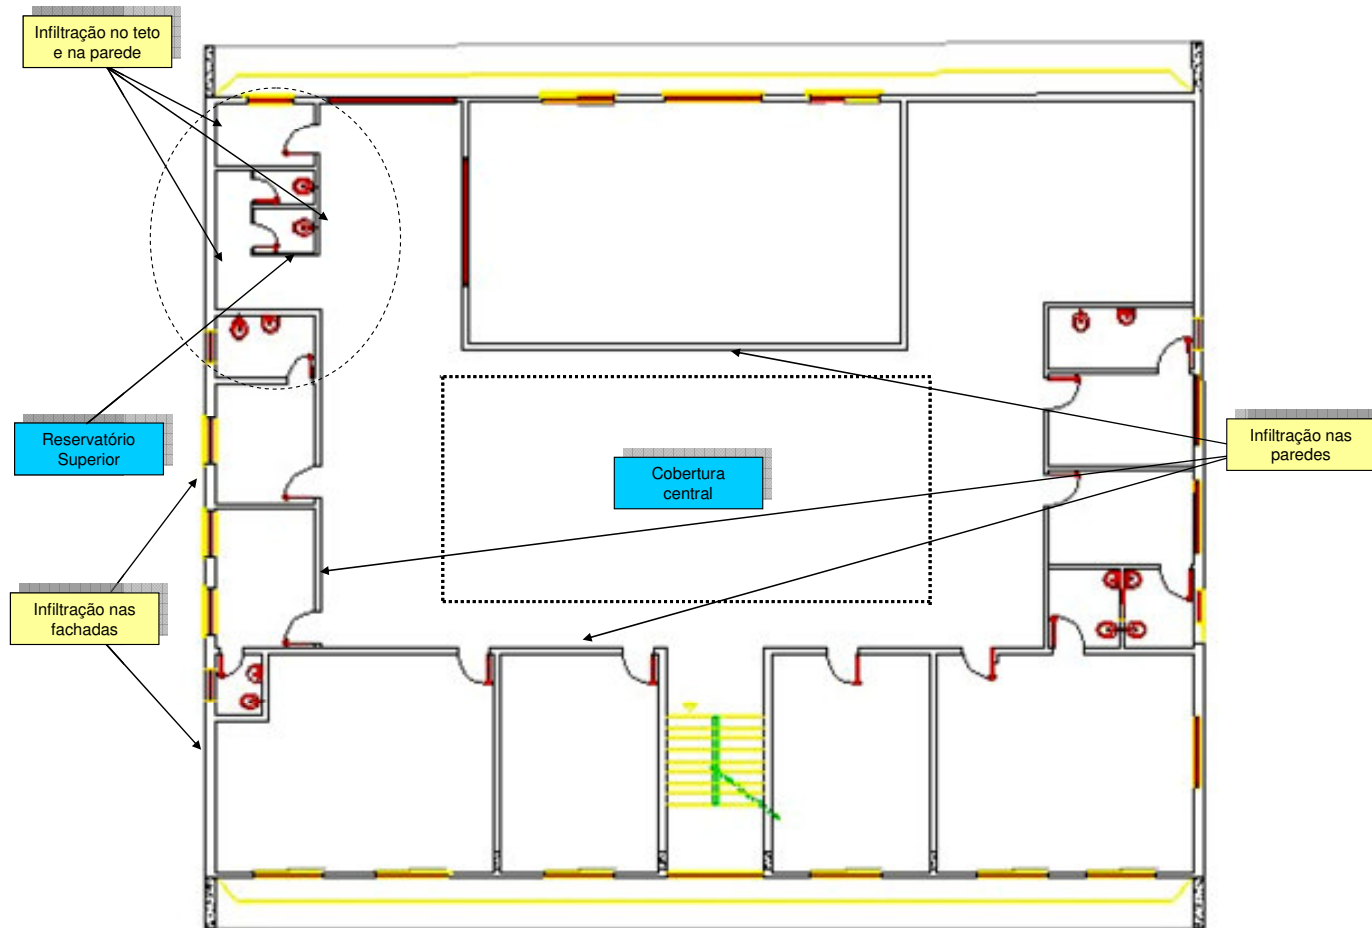 Infiltração no teto
e na parede
Reservatório
Superior
Cobertura
central
Infiltração nas
paredes
Infiltração nas
fachadas